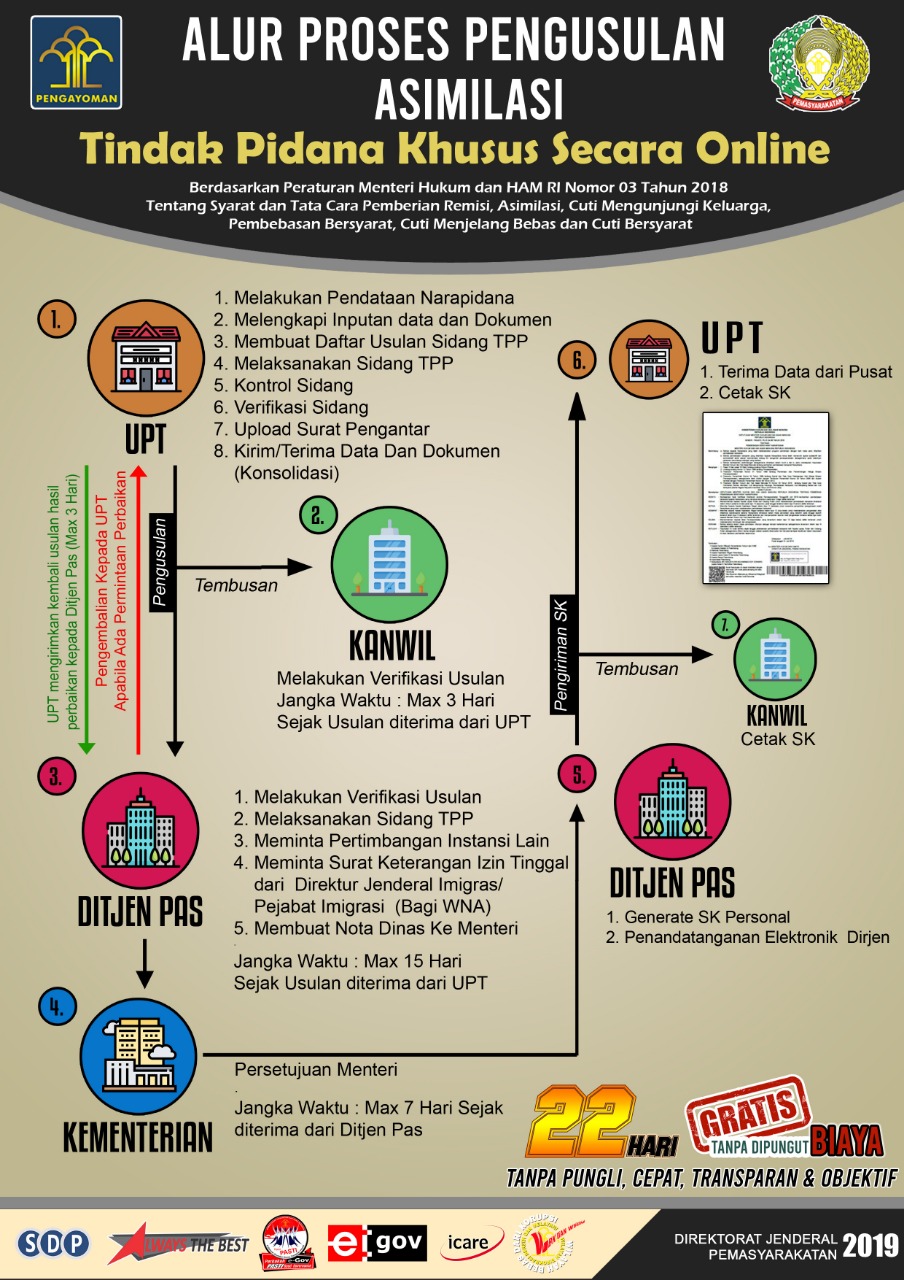 PENGAYOMAN
ALUR PROSES PENGUSULAN
ASIMILASI
PEMASYARAKATAN
Tindak Pidana Khusus Secara Online
Berdasarkan Peraturan Menteri Hukum dan HAM RI Nomor 03 Tahun 2018
Tentang Syarat dan Tata Cara Pemberian Remisi, Asimilasi, Cuti Mengunjungi Keluarga,
Pembebasan Bersyarat, Cuti Menjelang Bebas dan Cuti Bersyarat
1.
UPT
1. Melakukan Pendataan Narapidana
2. Melengkapi Inputan data dan Dokumen
3. Membuat Daftar Usulan Sidang TPP
4. Melaksanakan Sidang TPP
5. Kontrol Sidang
6. Verifikasi Sidang
7. Upload Surat Pengantar
8. Kirim/Terima Data Dan Dokumen
(Konsolidasi)
UPT mengirimkan kembali usulan hasil
perbaikan kepada Ditjen Pas (Max 3 Hari)
Pengembalian Kepada UPT
Apabila Ada Permintaan Perbaikan
Pengusulan
Tembusan
2.
KANWIL
Melakukan Verifikasi Usulan
Jangka Waktu : Max 3 Hari
Sejak Usulan diterima dari UPT
3.
DITJEN PAS
1. Melakukan Verifikasi Usulan
2. Melaksanakan Sidang TPP
3. Meminta Pertimbangan Instansi Lain
4. Meminta Surat Keterangan Izin Tinggal
dari Direktur Jenderal Imigras/
Pejabat Imigrasi (Bagi WNA)
5. Membuat Nota Dinas Ke Menteri
Jangka Waktu : Max 15 Hari
Sejak Usulan diterima dari UPT
4.
KEMENTERIAN
Persetujuan Menteri
Jangka Waktu : Max 7 Hari Sejak
diterima dari Ditjen Pas
5.
DITJEN PAS
1. Generate SK Personal
2. Penandatanganan Elektronik Dirjen
Pengiriman SK
Tembusan
6.
UPT
1. Terima Data dari Pusat
2. Cetak SK
7.
KANWIL
Cetak SK
22 HARI
GRATIS
TANPA DIPUNGUT BIAYA
TANPA PUNGLI, CEPAT, TRANSPARAN & OBJEKTIF
SDP
ALWAYS THE BEST
PASTI
e-gov
icare
DIREKTORAT JENDERAL
PEMASYARAKATAN 2019